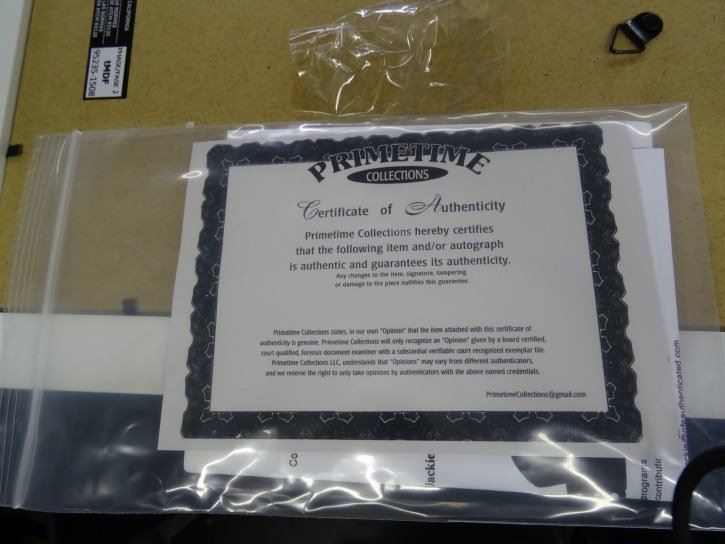 CALIFORNIA
PHASE/FASE 2
tMDF
95235-1508
PRIMETIME
COLLECTIONS
Certificate of Authenticity
Primetime Collections hereby certifies
that the following item and/or autograph
is authentic and guarantees its authenticity.
Any changes to the item, signature, tampering
or damage to the piece nullifies this guarantee.
Primetime Collections states, in our own "Opinion" that the item attached with this certificate of
authenticity is genuine. Primetime Collections will only recognize an "Opinion" given by a board certified,
court qualified, forensic document examiner with a substantial verifiable court recognized exemplar file.
Primetime Collections LLC, understands that "Opinions" may vary from different authenticators,
and we reserve the right to only take opinions by authenticators with the above named credentials.
PrimetimeCollections@gmail.com
Co
Jackie
programs
contributi